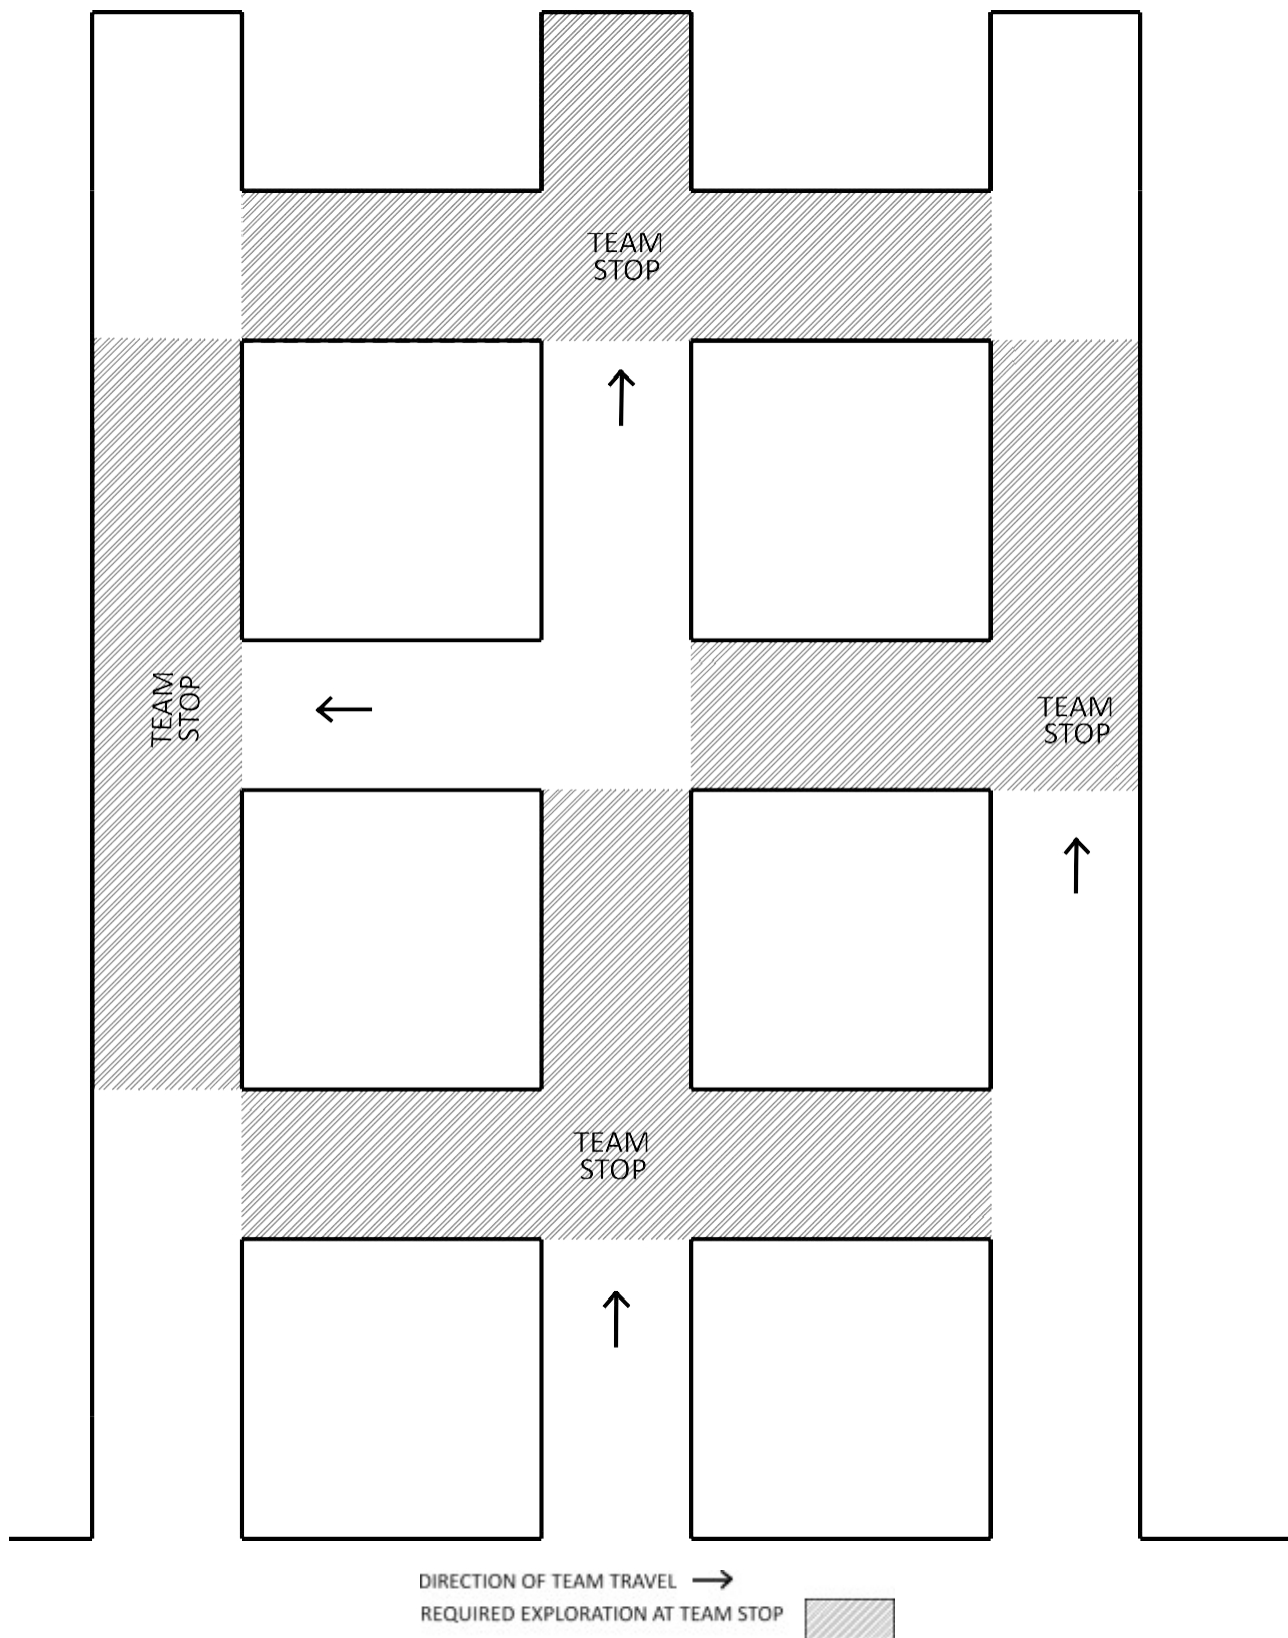 TEAM
STOP
TEAM
STOP
TEAM
STOP
TEAM
STOP
DIRECTION OF TEAM TRAVEL
REQUIRED EXPLORATION AT TEAM STOP